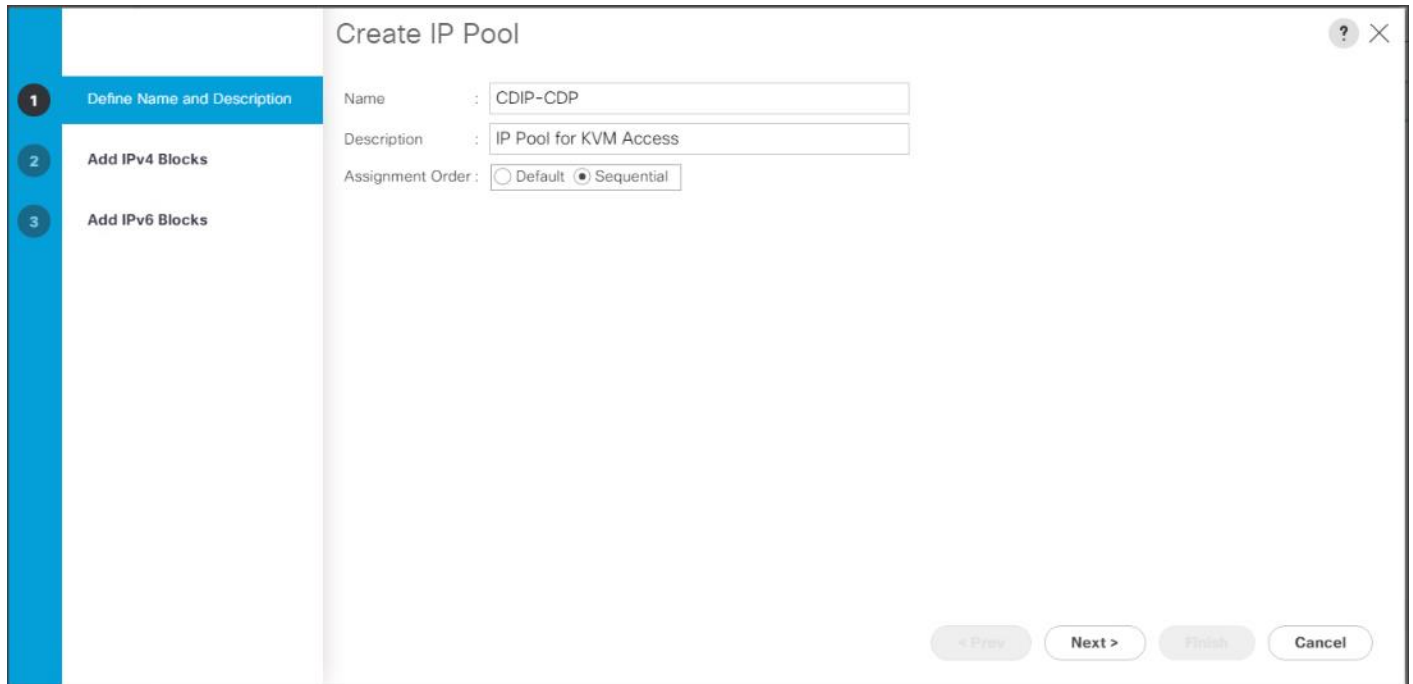 Create IP Pool
?
1 Define Name and Description
2 Add IPv4 Blocks
3 Add IPv6 Blocks
Name : CDIP-CDP
Description : IP Pool for KVM Access
Assignment Order : Default Sequential
< Prev Next > Finish Cancel